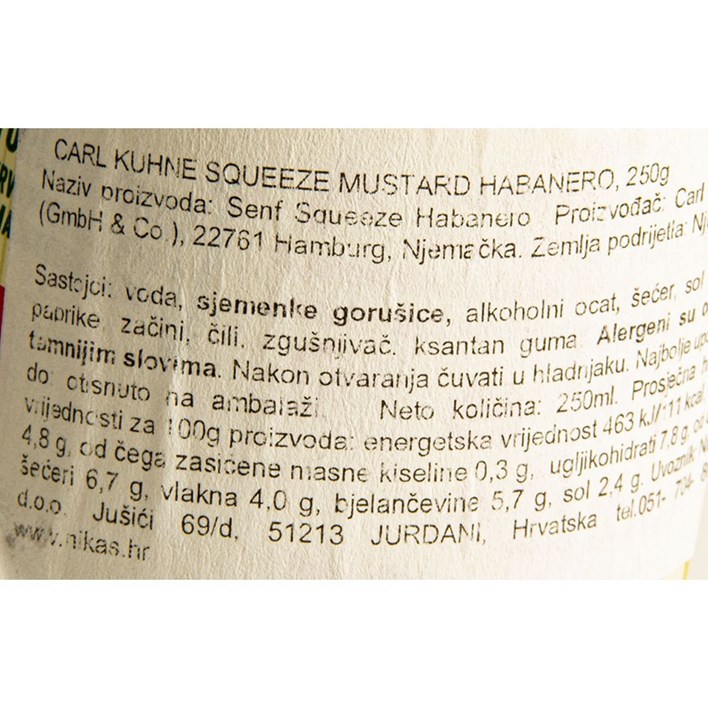 CARL KUHNE SQUEEZE MUSTARD HABANERO, 250g
Naziv proizvoda: Senf Squeeze Habanero Proizvođač: Carl
(GmbH & Co.), 22761 Hamburg, Njemačka. Zemlja podrijetla: Nj
Sastojci: voda, sjemenke gorušice, alkoholni ocat, šećer, sol
paprike začini, čili, zgušnjivač, ksantan guma Alergeni su o
tamnijim slovima. Nakon otvaranja čuvati u hladnjaku. Najbolje upo
do otisnuto na ambalaži. Neto količina: 250ml. Prosječna h
vrijednosti za 100g proizvoda: energetska vrijednost 463 kJ/111 kcal,
4,8 g, od čega zasićene masne kiseline 0,3 g, ugljikohidrati 7,8 g, od
šećeri 6,7 g, vlakna 4,0 g, bjelančevine 5,7 g, sol 2,4 g. Uvoznik
d.o.o. Jušići 69/d, 51213 JURDANI, Hrvatska tel.051- 704-
www.nikas.hr